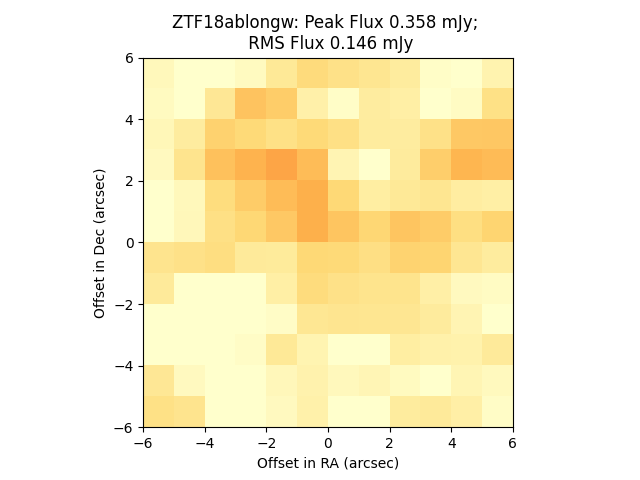 ZTF18ablongw: Peak Flux 0.358 mJy;
RMS Flux 0.146 mJy
6
4
2
0
−2
−4
−6
Offset in Dec (arcsec)
−6 −4 −2 0 2 4 6
Offset in RA (arcsec)